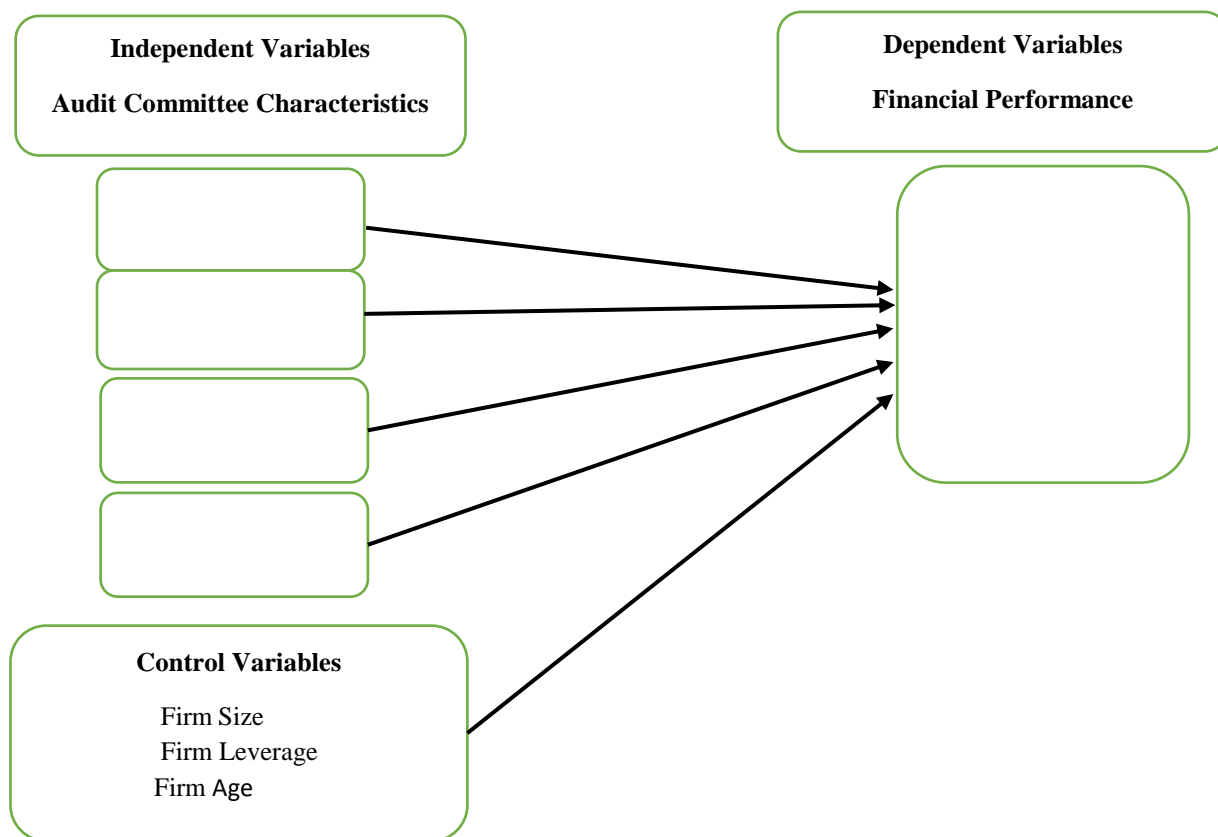 Independent Variables
Audit Committee Characteristics
Dependent Variables
Financial Performance
Control Variables
Firm Size
Firm Leverage
Firm Age